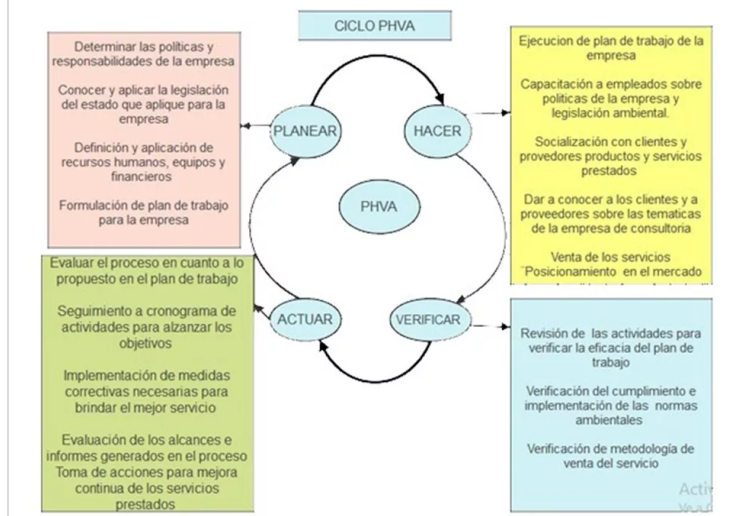 CICLO PHVA
Determinar las políticas y
responsabilidades de la empresa
Conocer y aplicar la legislación
del estado que aplique para la
empresa
Definición y aplicación de
recursos humanos, equipos y
financieros
Formulación de plan de trabajo
para la empresa
PLANEAR
HACER
PHVA
ACTUAR
VERIFICAR
Ejecucion de plan de trabajo de la
empresa
Capacitación a empleados sobre
politicas de la empresa y
legislación ambiental.
Socialización con clientes y
provedores productos y servicios
prestados
Dar a conocer a los clientes y a
proveedores sobre las tematicas
de la empresa de consultoria
Venta de los servicios
¨Posicionamiento en el mercado
Evaluar el proceso en cuanto a lo
propuesto en el plan de trabajo
Seguimiento a cronograma de
actividades para alzanzar los
objetivos
Implementación de medidas
correctivas necesarias para
brindar el mejor servicio
Evaluación de los alcances e
informes generados en el proceso
Toma de acciones para mejora
continua de los servicios
prestados
Revisión de las actividades para
verificar la eficacia del plan de
trabajo
Verificación del cumplimiento e
implementación de las normas
ambientales
Verificación de metodología de
venta del servicio